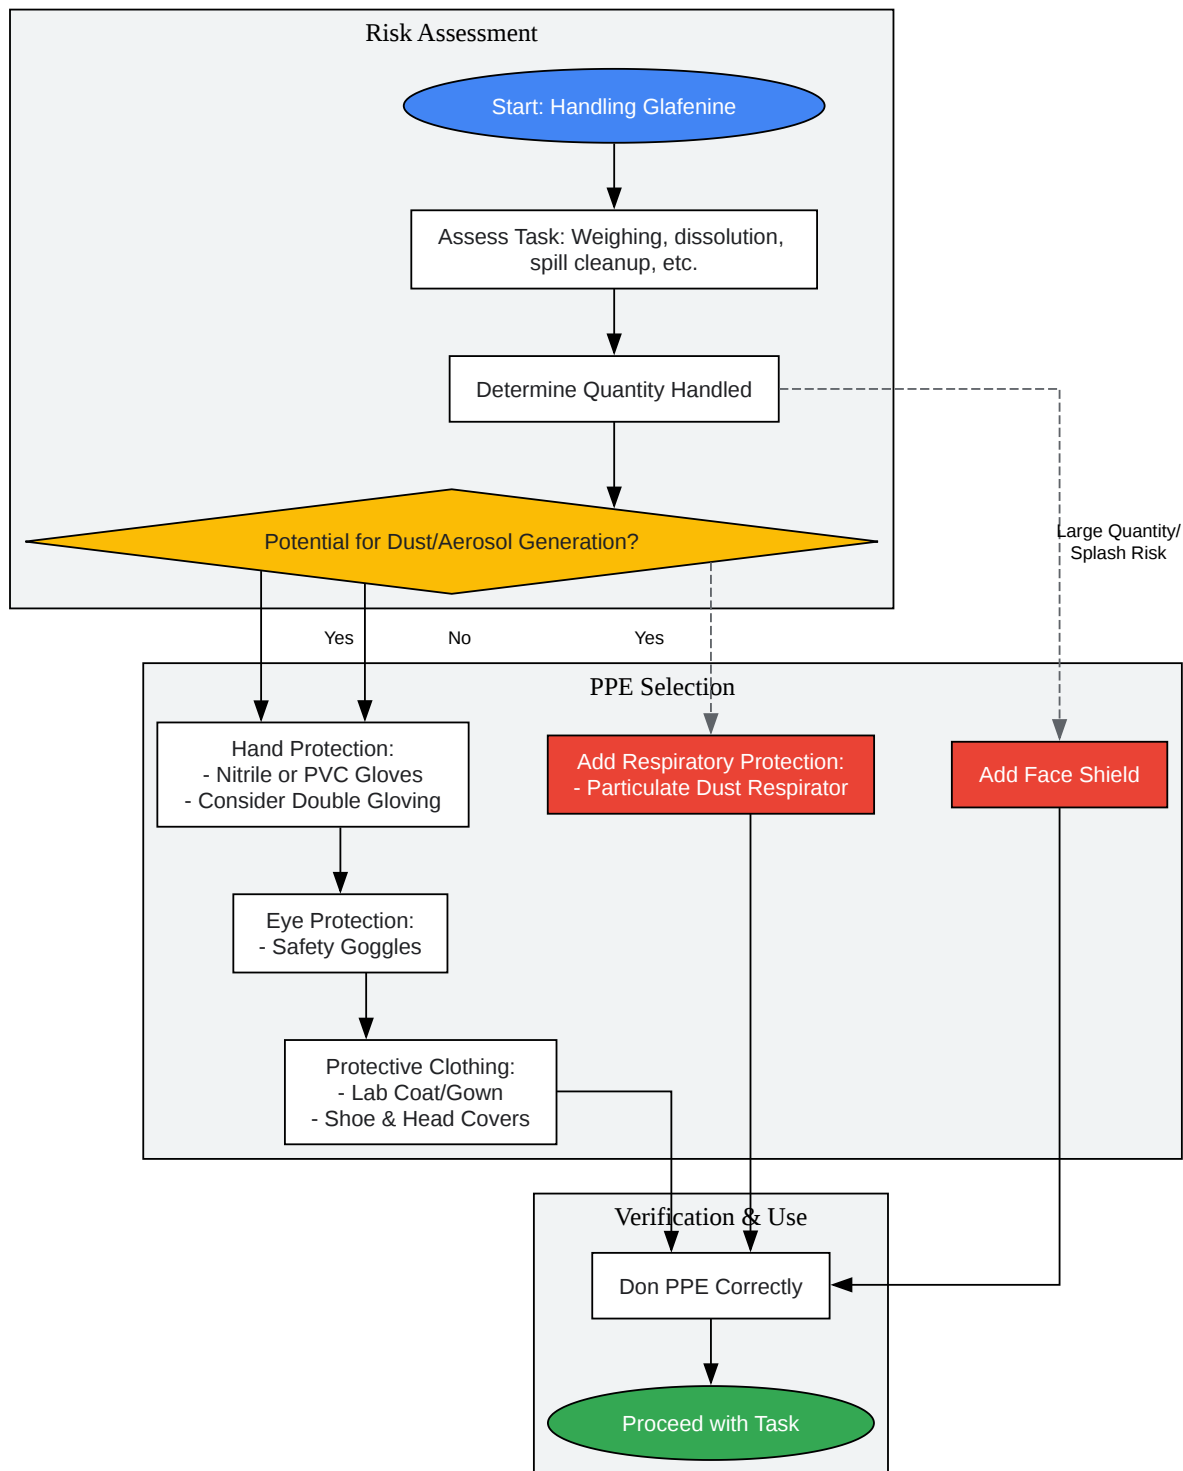 Risk Assessment
Start: Handling Glafenine
Assess Task: Weighing, dissolution,
spill cleanup, etc.
Determine Quantity Handled
Large Quantity/
Splash Risk
Potential for Dust/Aerosol Generation?
Yes
No
Yes
PPE Selection
Hand Protection:
- Nitrile or PVC Gloves
- Consider Double Gloving
Add Respiratory Protection:
- Particulate Dust Respirator
Add Face Shield
Eye Protection:
- Safety Goggles
Protective Clothing:
- Lab Coat/Gown
- Shoe & Head Covers
Verification & Use
Don PPE Correctly
Proceed with Task